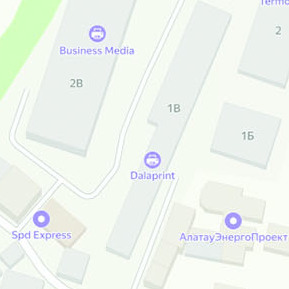 Termo
Business Media
2
2В
1В
1Б
Dalaprint
Spd Express
АлатауЭнергоПроект